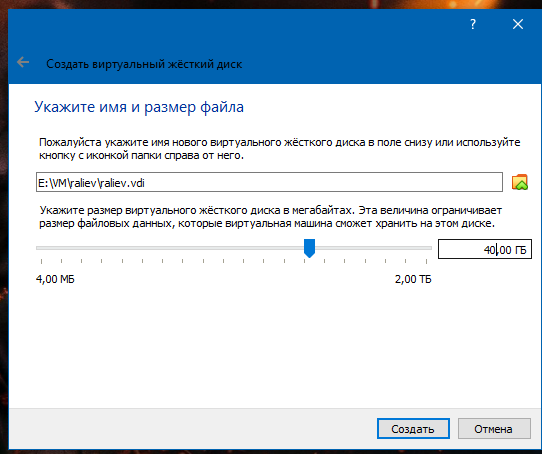 ?
Создать виртуальный жёсткий диск
Укажите имя и размер файла
Пожалуйста укажите имя нового виртуального жёсткого диска в поле снизу или используйте
кнопку с иконкой папки справа от него.
E:\VM\raliev\raliev.vdi
Укажите размер виртуального жёсткого диска в мегабайтах. Эта величина ограничивает
размер файловых данных, которые виртуальная машина сможет хранить на этом диске.
40,00 ГБ
4,00 МБ
2,00 ТБ
Создать
Отмена